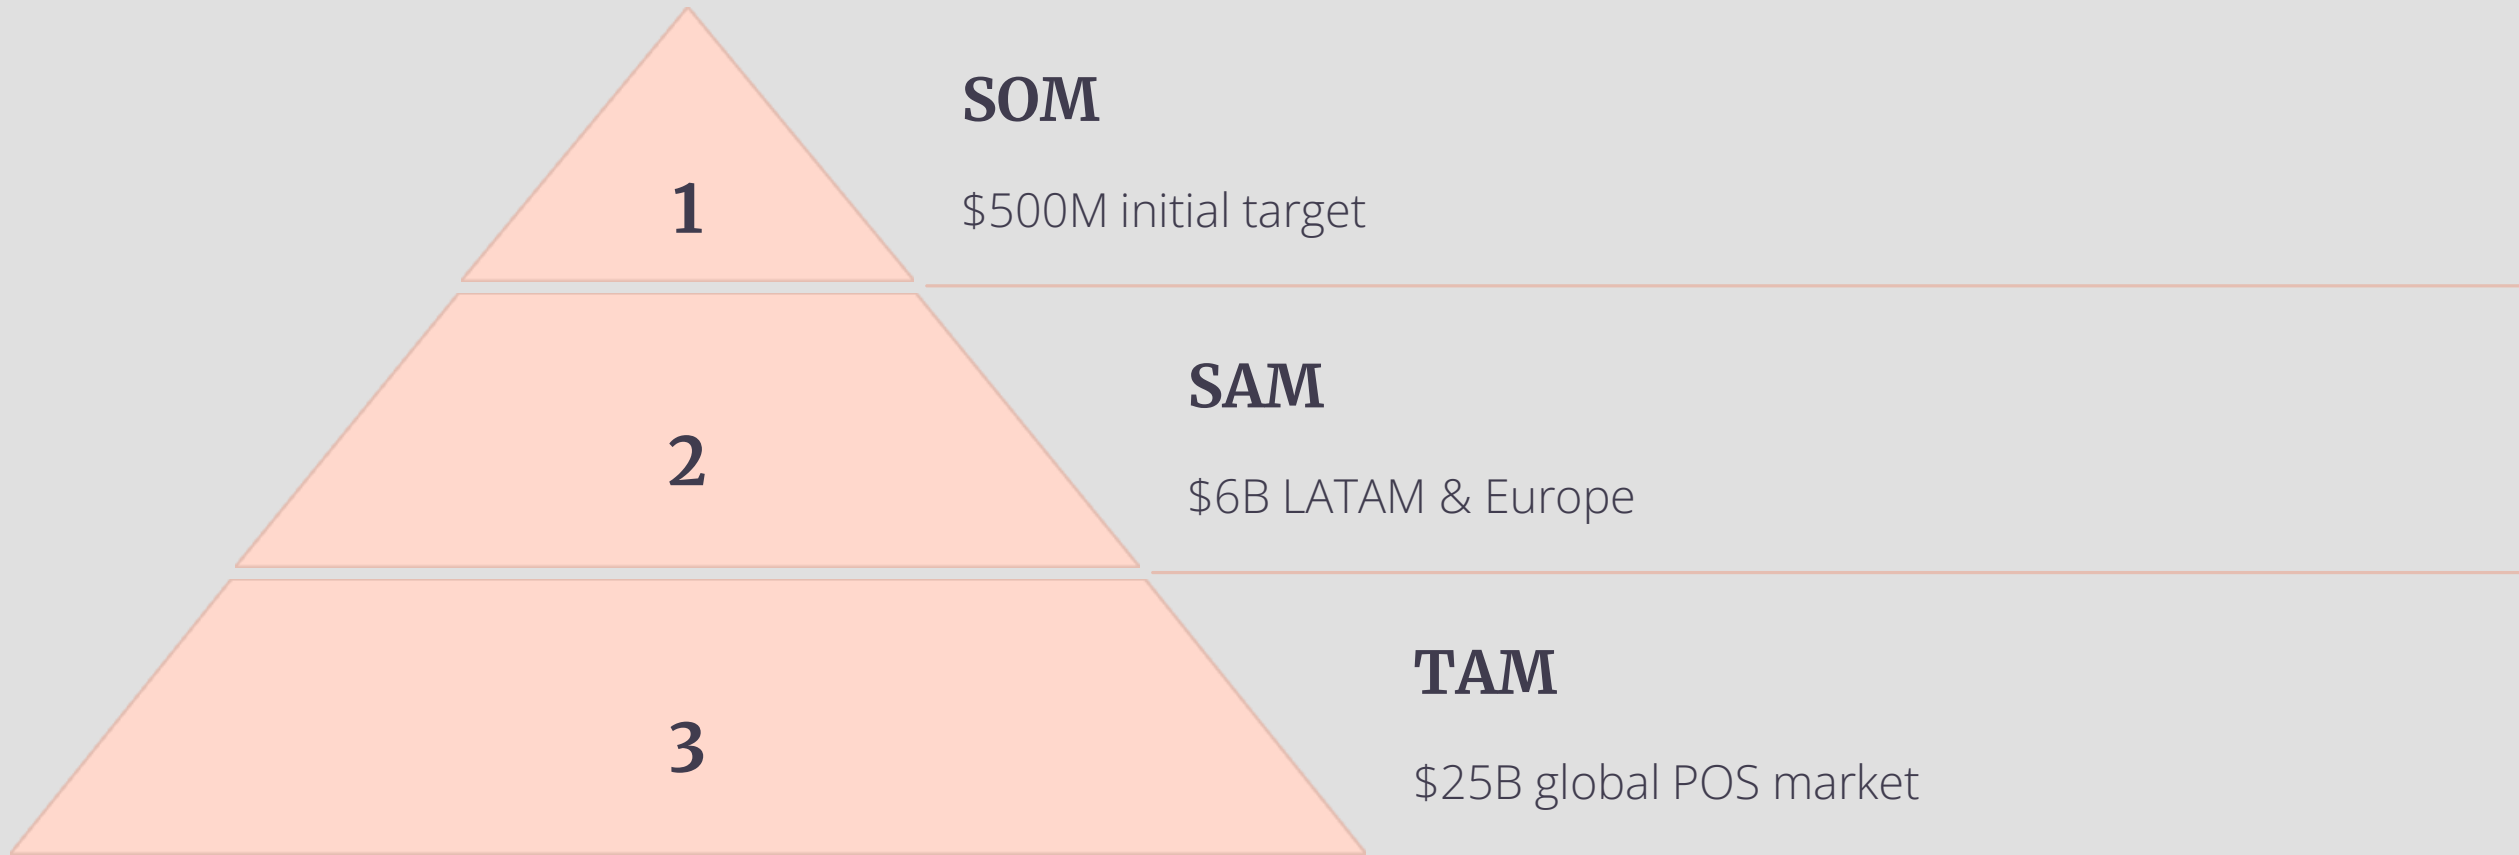 SOM
1
$500M initial target
SAM
2
$6B LATAM & Europe
TAM
3
$25B global POS market